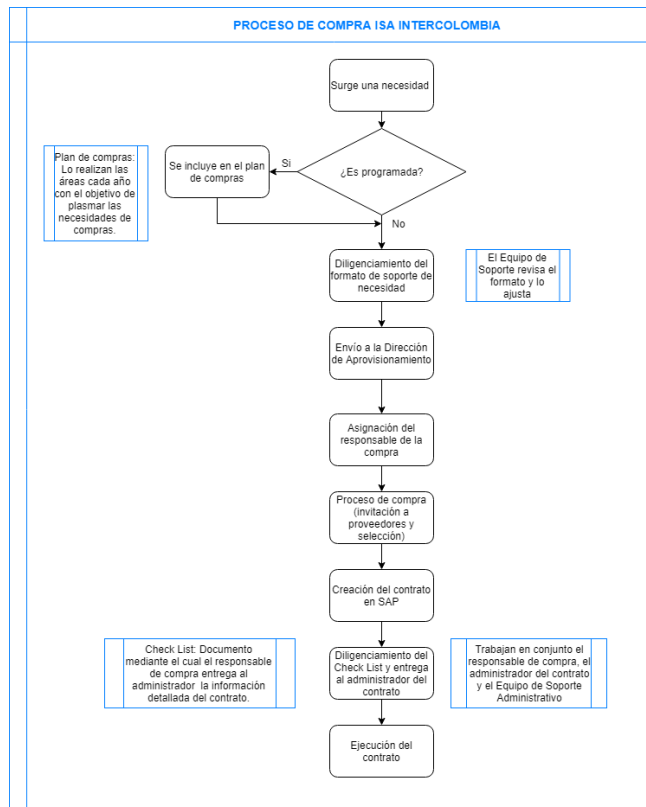 PROCESO DE COMPRA ISA INTERCOLOMBIA
Surge una necesidad
Plan de compras:
Lo realizan las
áreas cada año
con el objetivo de
plasmar las
necesidades de
compras.
Se incluye en el plan
de compras
Si
¿Es programada?
No
Diligenciamiento del
formato de soporte de
necesidad
El Equipo de
Soporte revisa el
formato y lo
ajusta
Envío a la Dirección
de Aprovisionamiento
Asignación del
responsable de la
compra
Proceso de compra
(invitación a
proveedores y
selección)
Creación del contrato
en SAP
Check List: Documento
mediante el cual el responsable
de compra entrega al
administrador la información
detallada del contrato.
Diligenciamiento del
Check List y entrega
al administrador del
contrato
Trabajan en conjunto el
responsable de compra, el
administrador del contrato
y el Equipo de Soporte
Administrativo
Ejecución del
contrato